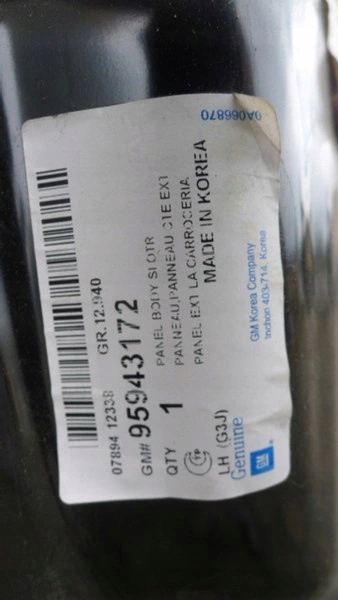 07894 12338 GR.12.940
GM# 95943172
QTY 1
PANEL BODY SI OTR
PANNEAU,PANNEAU CTE EXT
PANEL EXT LA CARROCERIA
MADE IN KOREA
LH (G3J)
Genuine
GM
GM Korea Company
Inchon 403-714, Korea
0A066870